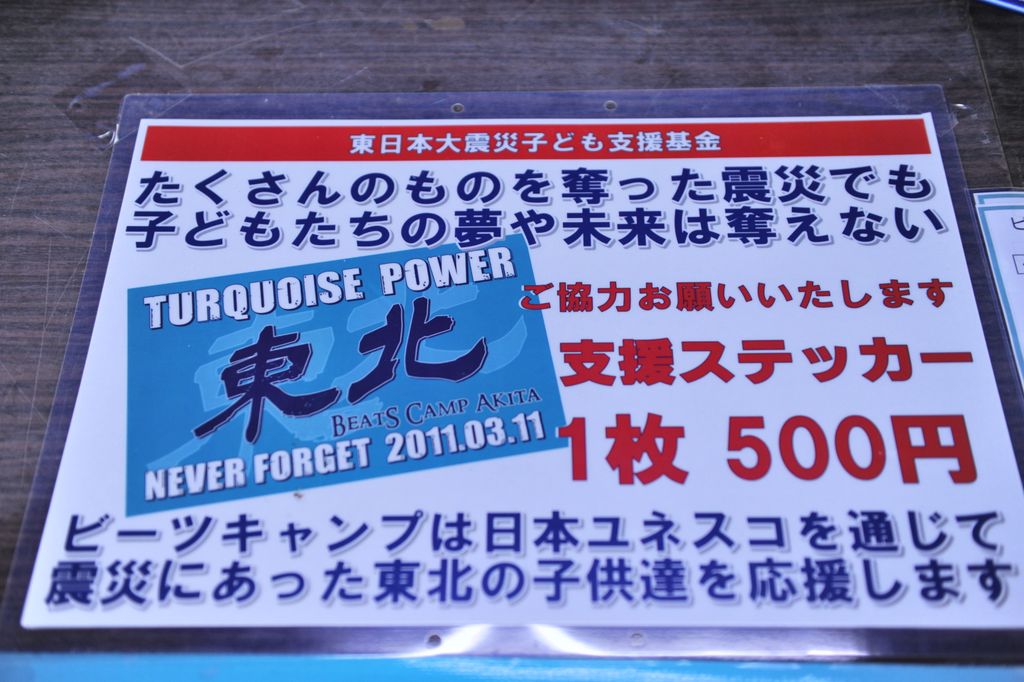 東日本大震災子ども支援基金
たくさんのものを奪った震災でも
子どもたちの夢や未来は奪えない
TURQUOISE POWER
東北
BEATS CAMP AKITA
NEVER FORGET 2011.03.11
ご協力お願いいたします
支援ステッカー
1枚 500円
ビーツキャンプは日本ユネスコを通じて
震災にあった東北の子供達を応援します